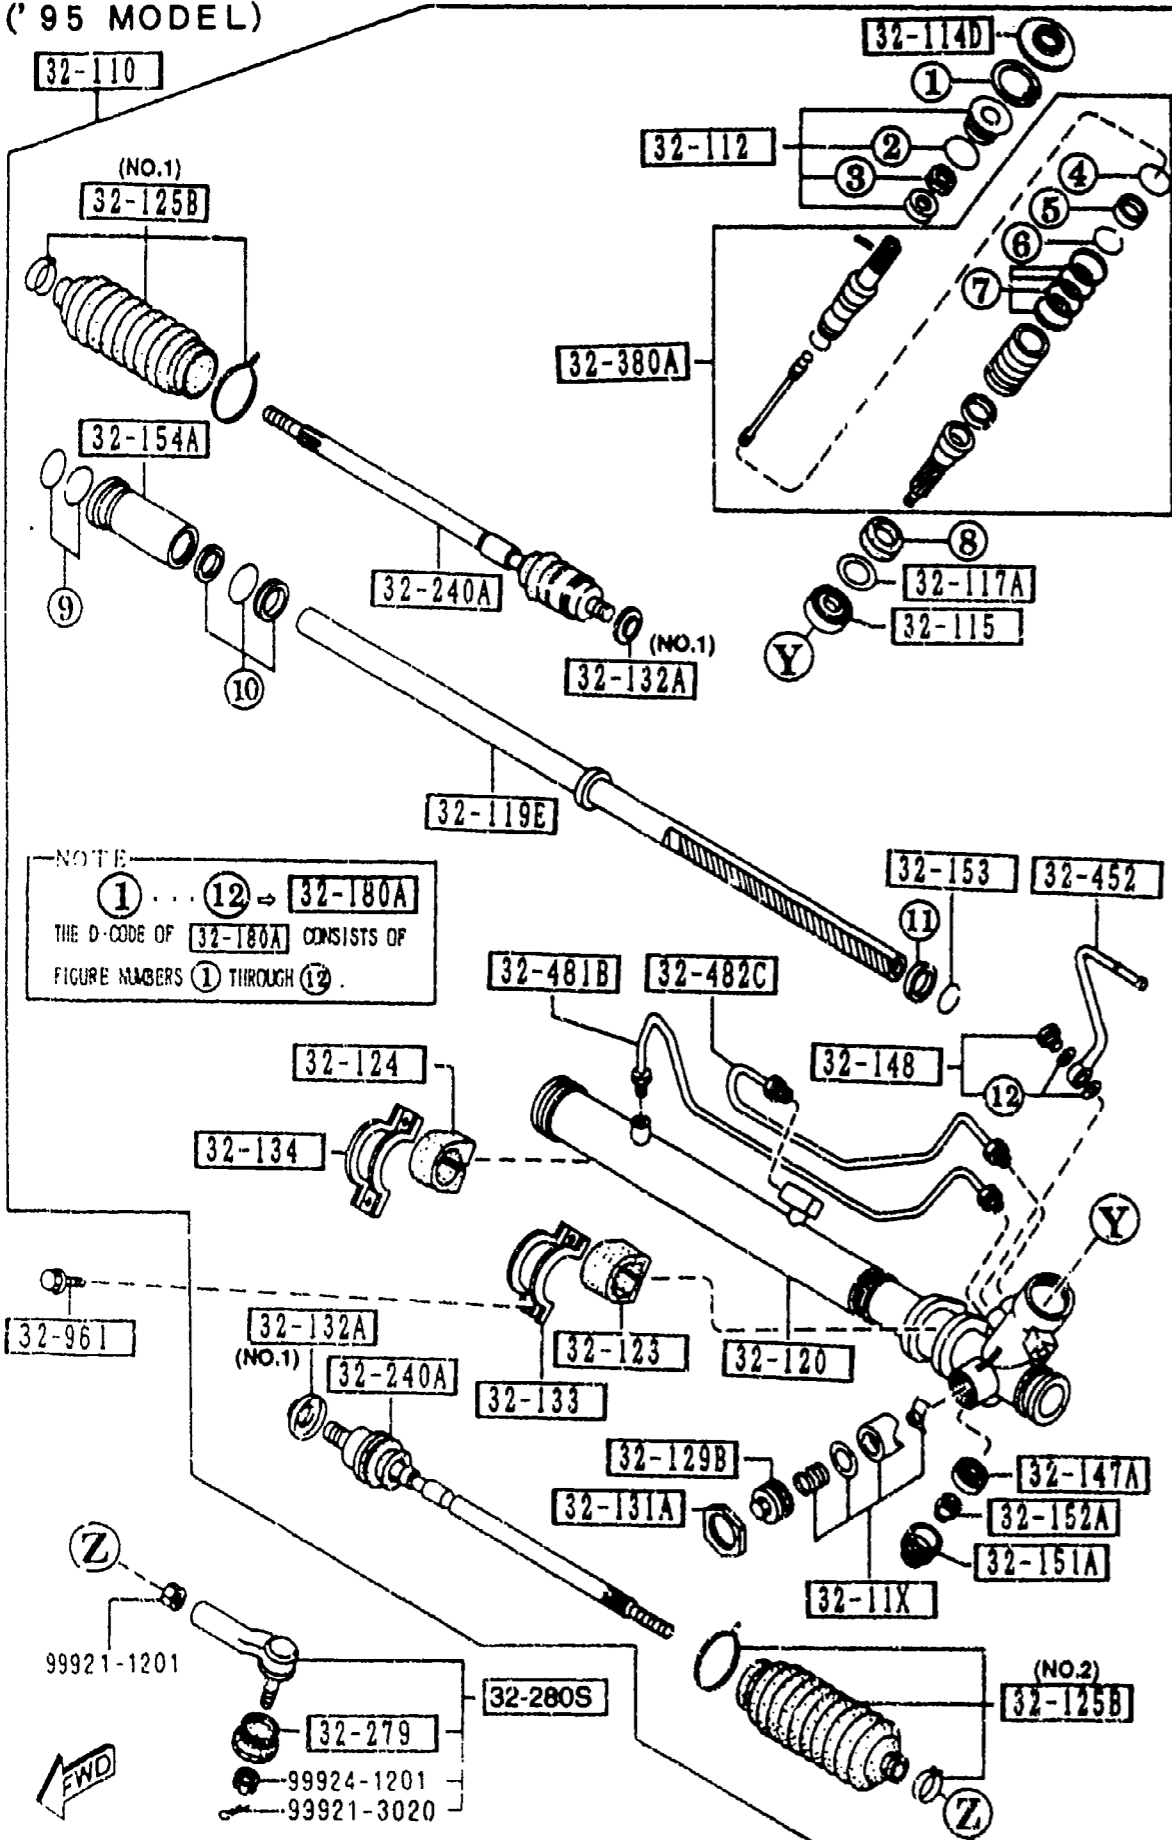 ('95 MODEL)
32-110
32-114D
1
32-112
2
3
4
5
6
7
(NO.1)
32-125B
32-380A
32-154A
9
10
32-240A
(NO.1)
32-132A
8
32-117A
32-115
Y
32-119E
NOTE
1 ... 12 ⇨ 32-180A
THE D-CODE OF 32-180A CONSISTS OF
FIGURE NUMBERS 1 THROUGH 12.
32-153
32-452
11
32-481B
32-482C
32-148
12
32-124
32-134
Y
32-961
32-132A
(NO.1)
32-240A
32-123
32-133
32-120
32-129B
32-131A
32-147A
32-152A
32-151A
32-11X
Z
99921-1201
32-280S
32-279
99924-1201
99921-3020
FWD
(NO.2)
32-125B
Z